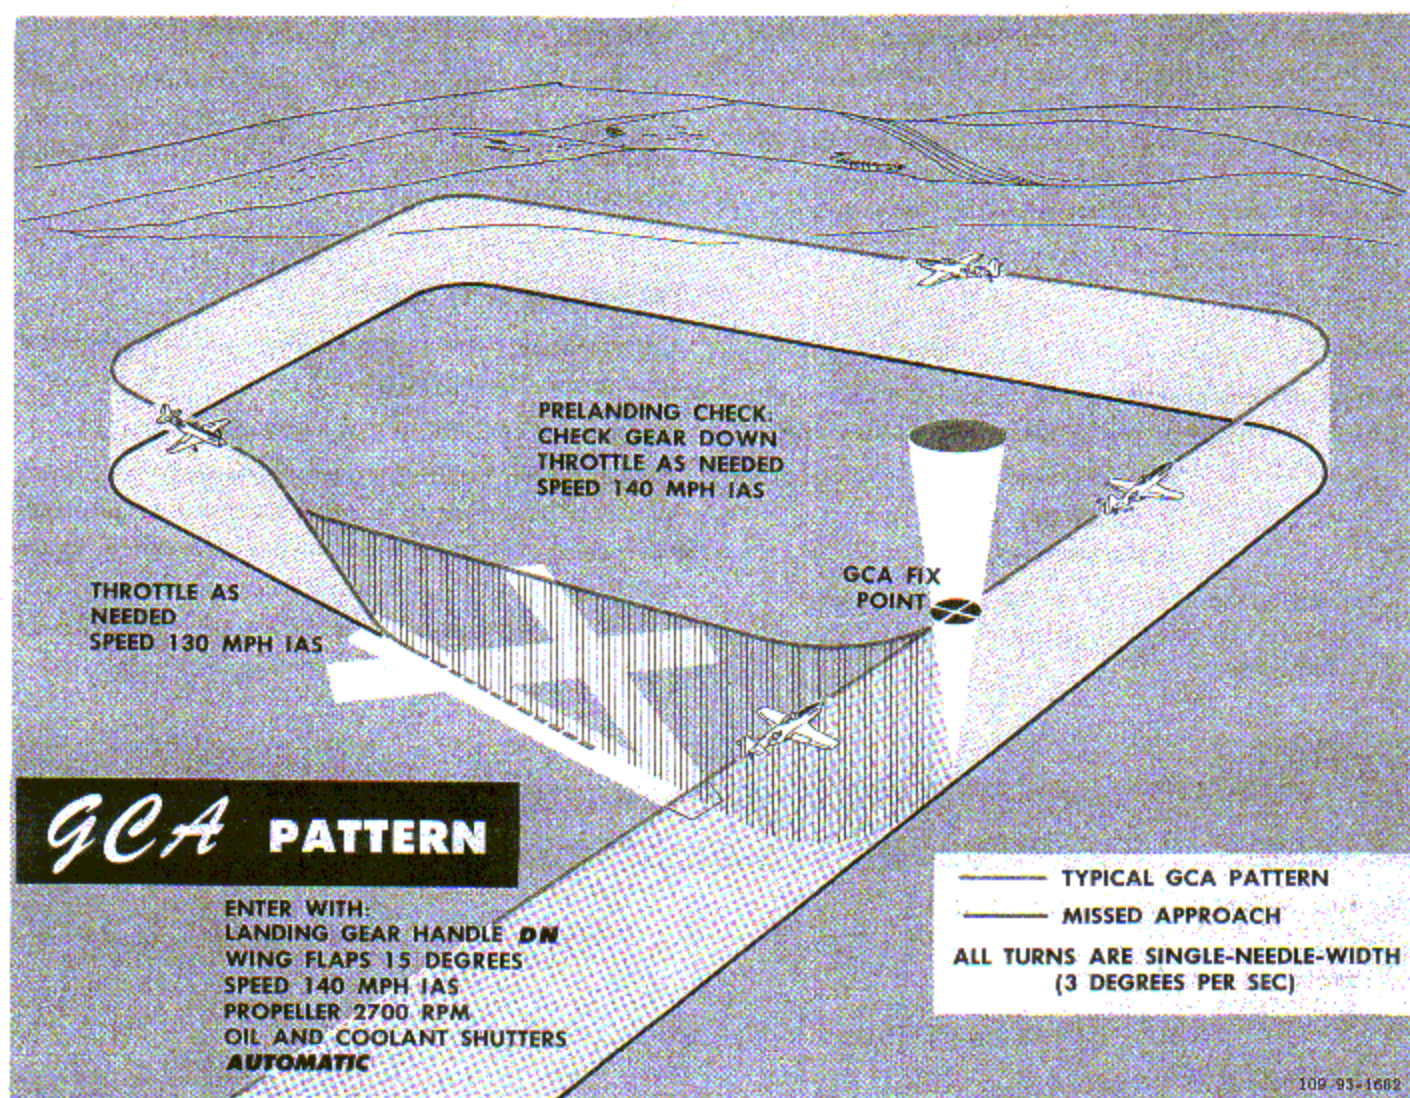 PRELANDING CHECK:
CHECK GEAR DOWN
THROTTLE AS NEEDED
SPEED 140 MPH IAS
GCA FIX
POINT
THROTTLE AS
NEEDED
SPEED 130 MPH IAS
GCA PATTERN
ENTER WITH:
LANDING GEAR HANDLE DN
WING FLAPS 15 DEGREES
SPEED 140 MPH IAS
PROPELLER 2700 RPM
OIL AND COOLANT SHUTTERS
AUTOMATIC
TYPICAL GCA PATTERN
MISSED APPROACH
ALL TURNS ARE SINGLE-NEEDLE-WIDTH
(3 DEGREES PER SEC)
109-93-1682